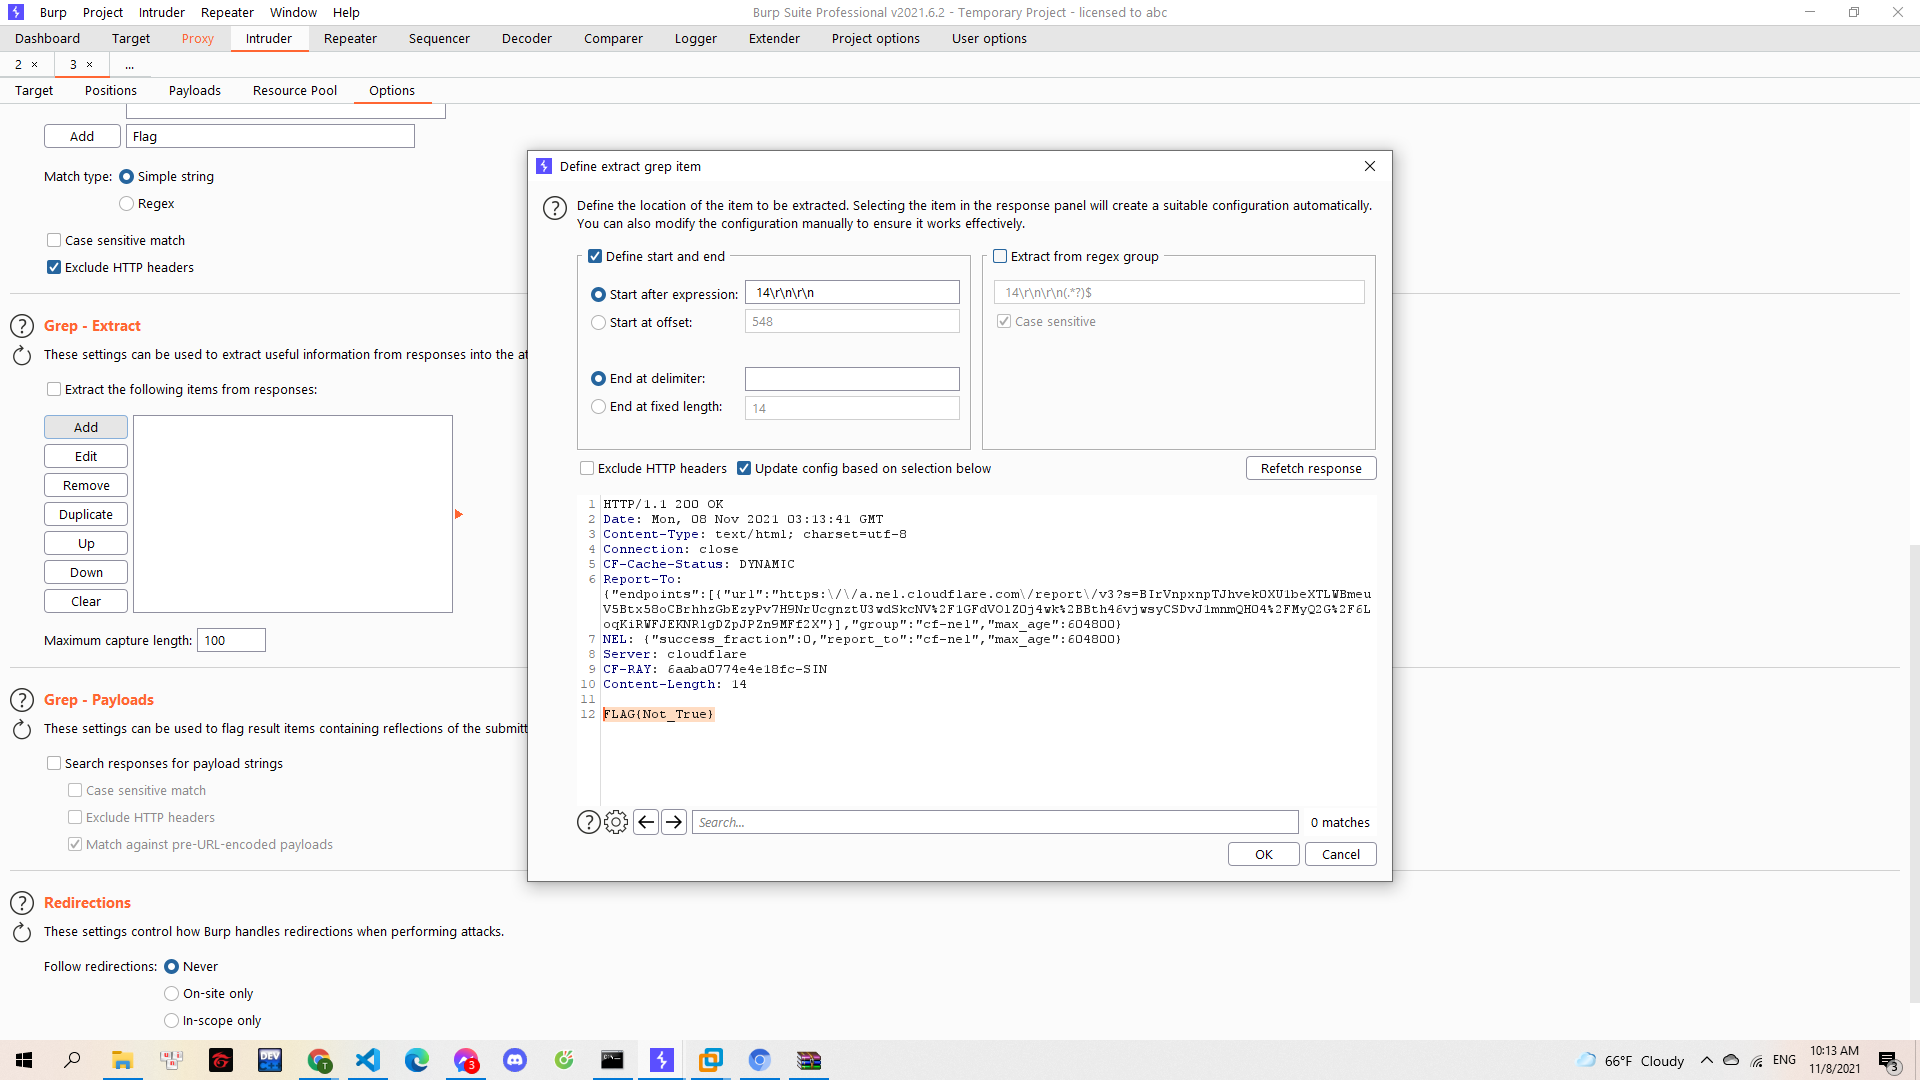 Burp Project Intruder Repeater Window Help
Burp Suite Professional v2021.6.2 - Temporary Project - licensed to abc
Dashboard Target Proxy Intruder Repeater Sequencer Decoder Comparer Logger Extender Project options User options
2 × 3 × ...
Target Positions Payloads Resource Pool Options
Add Flag
Match type: Simple string
Regex
Case sensitive match
Exclude HTTP headers
Grep - Extract
These settings can be used to extract useful information from responses into the at
Extract the following items from responses:
Add
Edit
Remove
Duplicate
Up
Down
Clear
Maximum capture length: 100
Grep - Payloads
These settings can be used to flag result items containing reflections of the submitt
Search responses for payload strings
Case sensitive match
Exclude HTTP headers
Match against pre-URL-encoded payloads
Redirections
These settings control how Burp handles redirections when performing attacks.
Follow redirections: Never
On-site only
In-scope only
Define extract grep item
Define the location of the item to be extracted. Selecting the item in the response panel will create a suitable configuration automatically.
You can also modify the configuration manually to ensure it works effectively.
Define start and end
Start after expression: 14\r\n\r\n
Start at offset: 548
End at delimiter:
End at fixed length: 14
Extract from regex group
14\r\n\r\n(.*?)$
Case sensitive
Exclude HTTP headers Update config based on selection below Refetch response
1 HTTP/1.1 200 OK
2 Date: Mon, 08 Nov 2021 03:13:41 GMT
3 Content-Type: text/html; charset=utf-8
4 Connection: close
5 CF-Cache-Status: DYNAMIC
6 Report-To:
{"endpoints":[{"url":"https:\/\/a.nel.cloudflare.com\/report\/v3?s=
7 NEL: {"success_fraction":0,"report_to":"cf-nel","max_age":604800}
8 Server: cloudflare
9 CF-RAY: 6aaba0774e4e18fc-SIN
10 Content-Length: 14
11
12 FLAG{Not_True}
Search...
0 matches
OK Cancel
66°F Cloudy ENG
10:13 AM
11/8/2021